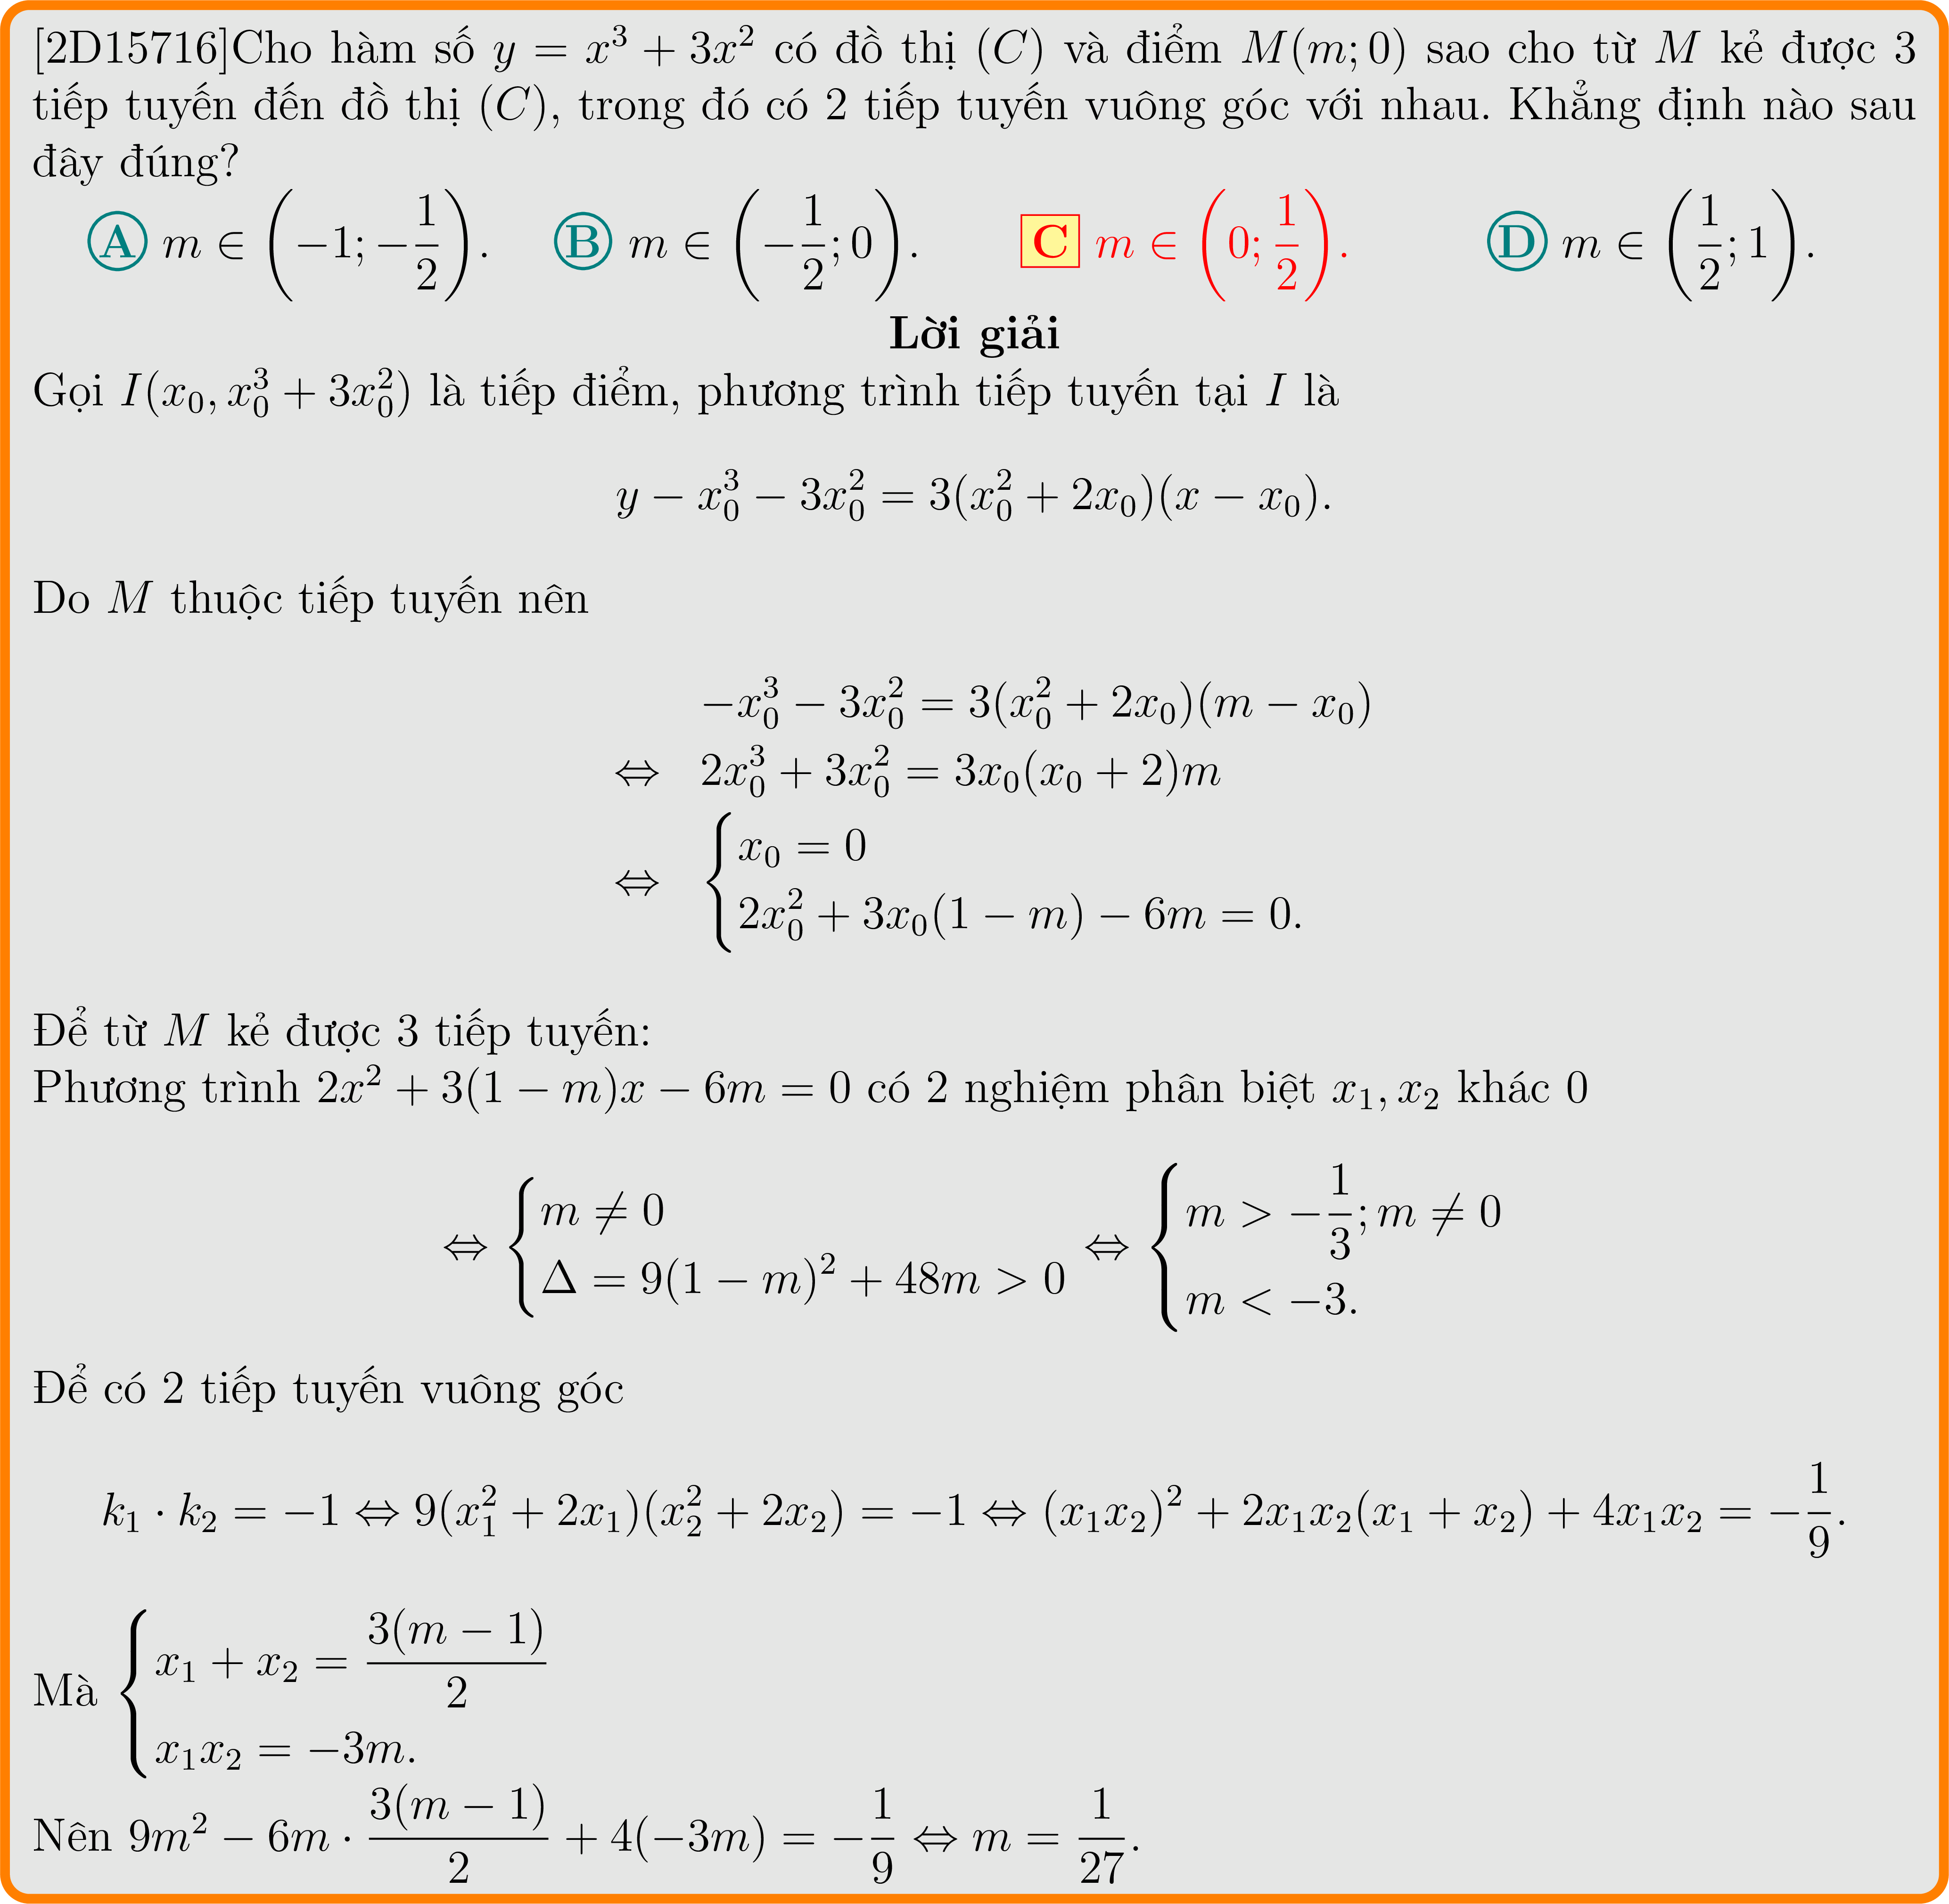 [2D15716]Cho hàm số $y = x^3 + 3x^2$ có đồ thị $(C)$ và điểm $M(m; 0)$ sao cho từ $M$ kẻ được 3
tiếp tuyến đến đồ thị $(C)$, trong đó có 2 tiếp tuyến vuông góc với nhau. Khẳng định nào sau
đây đúng?
A $m \in \left(-1; -\frac{1}{2}\right)$. B $m \in \left(-\frac{1}{2}; 0\right)$. C $m \in \left(0; \frac{1}{2}\right)$. D $m \in \left(\frac{1}{2}; 1\right)$.
Lời giải
Gọi $I(x_0, x_0^3 + 3x_0^2)$ là tiếp điểm, phương trình tiếp tuyến tại $I$ là
$y - x_0^3 - 3x_0^2 = 3(x_0^2 + 2x_0)(x - x_0).$
Do $M$ thuộc tiếp tuyến nên
$-x_0^3 - 3x_0^2 = 3(x_0^2 + 2x_0)(m - x_0)$
$\Leftrightarrow 2x_0^3 + 3x_0^2 = 3x_0(x_0 + 2)m$
$\Leftrightarrow \begin{cases} x_0 = 0 \\ 2x_0^2 + 3x_0(1 - m) - 6m = 0. \end{cases}$
Để từ $M$ kẻ được 3 tiếp tuyến:
Phương trình $2x^2 + 3(1 - m)x - 6m = 0$ có 2 nghiệm phân biệt $x_1, x_2$ khác 0
$\Leftrightarrow \begin{cases} m \neq 0 \\ \Delta = 9(1 - m)^2 + 48m > 0 \end{cases} \Leftrightarrow \begin{cases} m > -\frac{1}{3}; m \neq 0 \\ m < -3. \end{cases}$
Để có 2 tiếp tuyến vuông góc
$k_1 \cdot k_2 = -1 \Leftrightarrow 9(x_1^2 + 2x_1)(x_2^2 + 2x_2) = -1 \Leftrightarrow (x_1x_2)^2 + 2x_1x_2(x_1 + x_2) + 4x_1x_2 = -\frac{1}{9}.$
Mà $\begin{cases} x_1 + x_2 = \frac{3(m - 1)}{2} \\ x_1x_2 = -3m. \end{cases}$
Nên $9m^2 - 6m \cdot \frac{3(m - 1)}{2} + 4(-3m) = -\frac{1}{9} \Leftrightarrow m = \frac{1}{27}.$